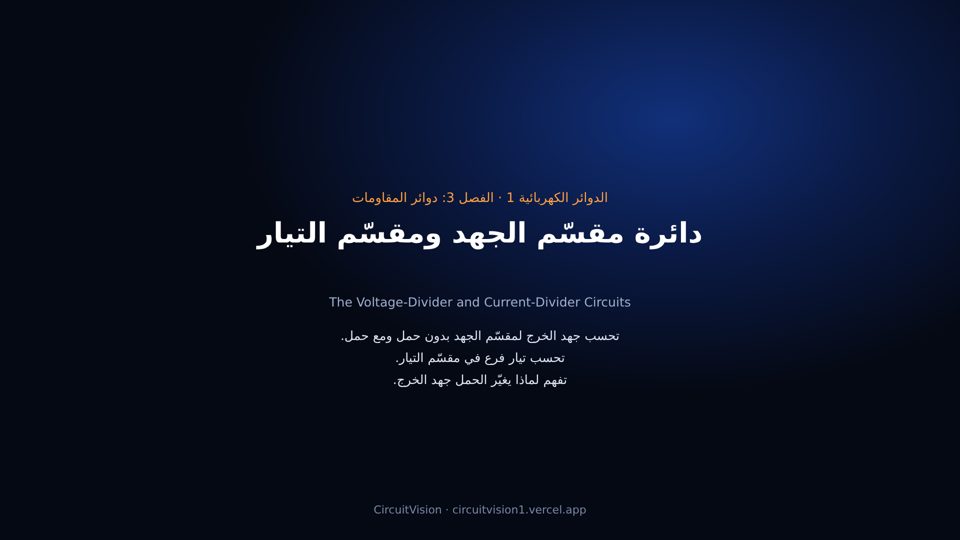 الدوائر الكهربائية 1 · الفصل 3: دوائر المقاومات
دائرة مقسّم الجهد ومقسّم التيار
The Voltage-Divider and Current-Divider Circuits
تحسب جهد الخرج لمقسّم الجهد بدون حمل ومع حمل.
تحسب تيار فرع في مقسّم التيار.
تفهم لماذا يغيّر الحمل جهد الخرج.
CircuitVision · circuitvision1.vercel.app